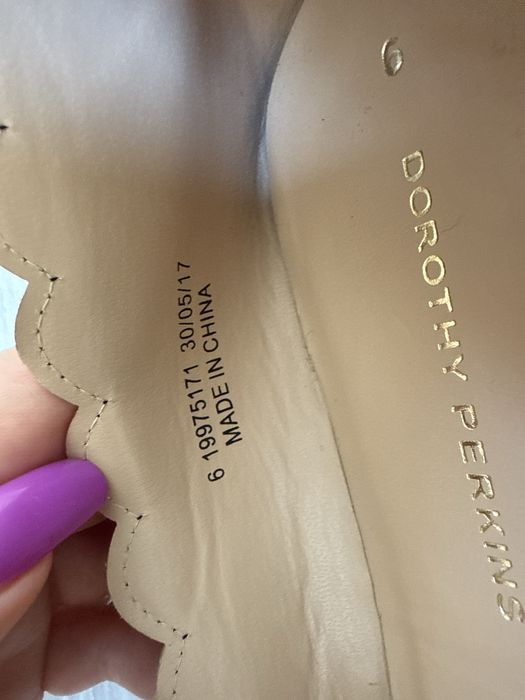 6 19975171 30/05/17
MADE IN CHINA
6
DOROTHY PERKINS